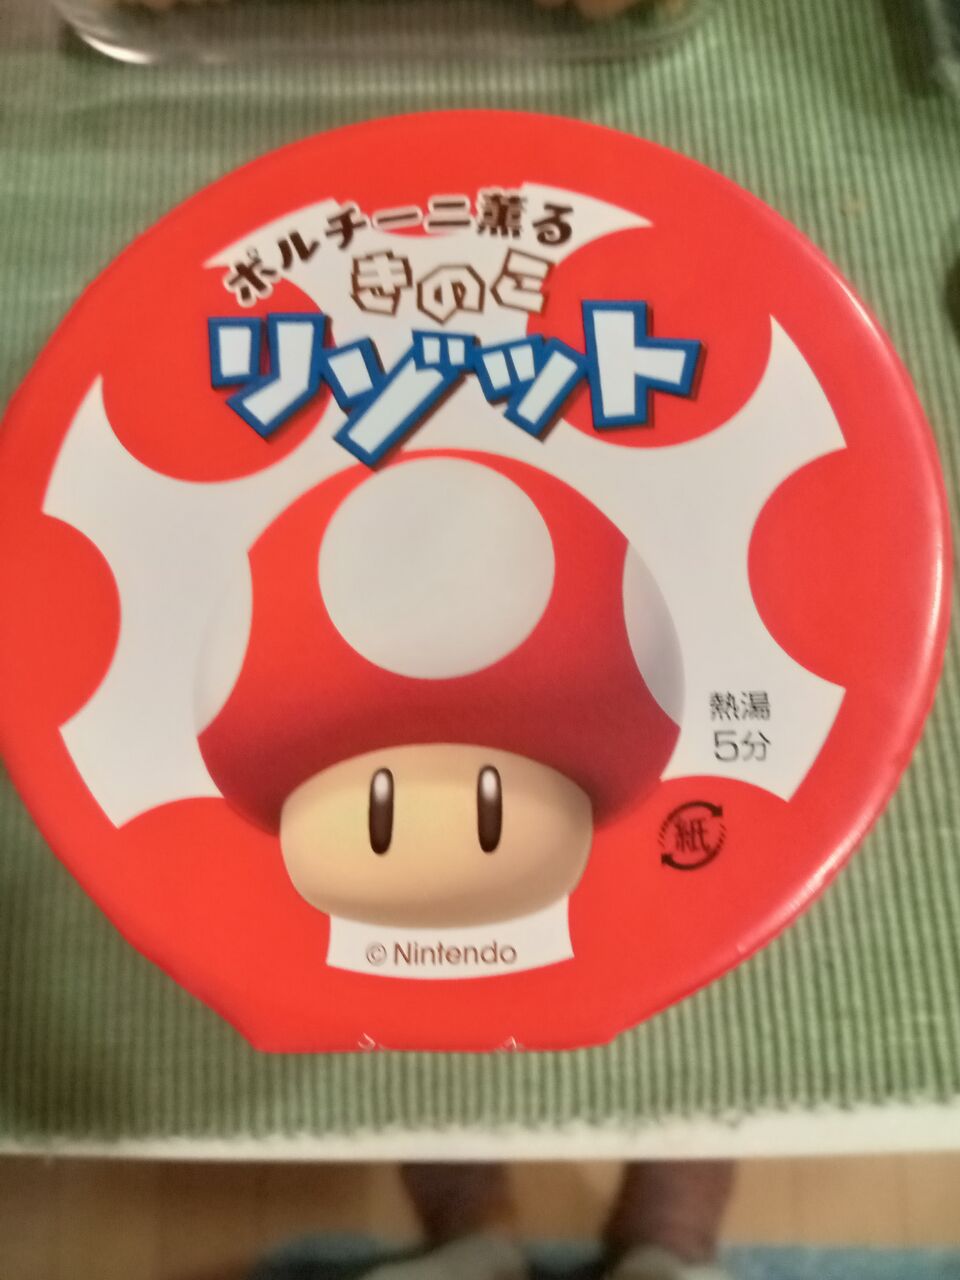 ポルチーニ薫る
きのこ
リゾット
熱湯
5分
紙
© Nintendo